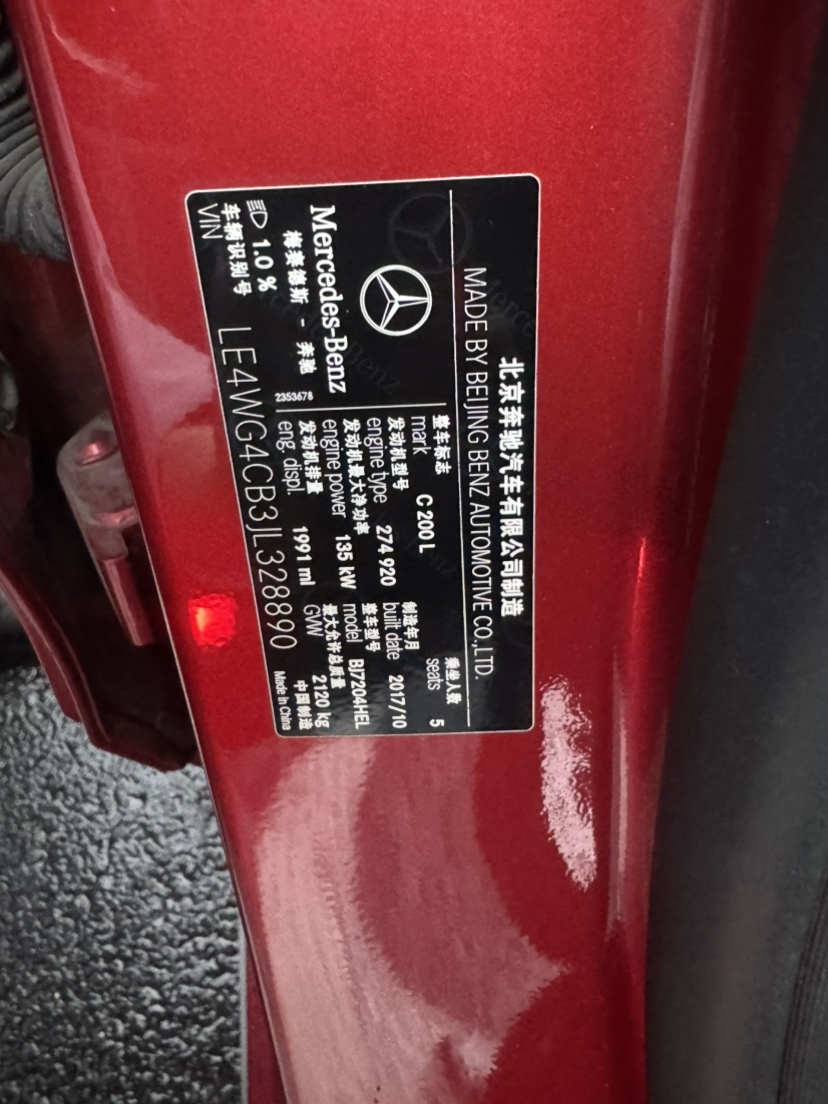 北京奔驰汽车有限公司制造
MADE BY BEIJING BENZ AUTOMOTIVE CO.,LTD.
乘坐人数
seats 5
Mercedes-Benz
梅赛德斯 - 奔驰
整车标志
mark C 200 L
发动机型号
engine type 274 920
发动机最大净功率
engine power 135 kW
发动机排量
eng. displ. 1991 ml
制造年月
built date 2017/10
整车型号
model BJ7204HEL
最大允许总质量
GVW 2120 kg
1.0 %
2353678
中国制造
Made in China
车辆识别号
VIN LE4WG4CB3JL328890